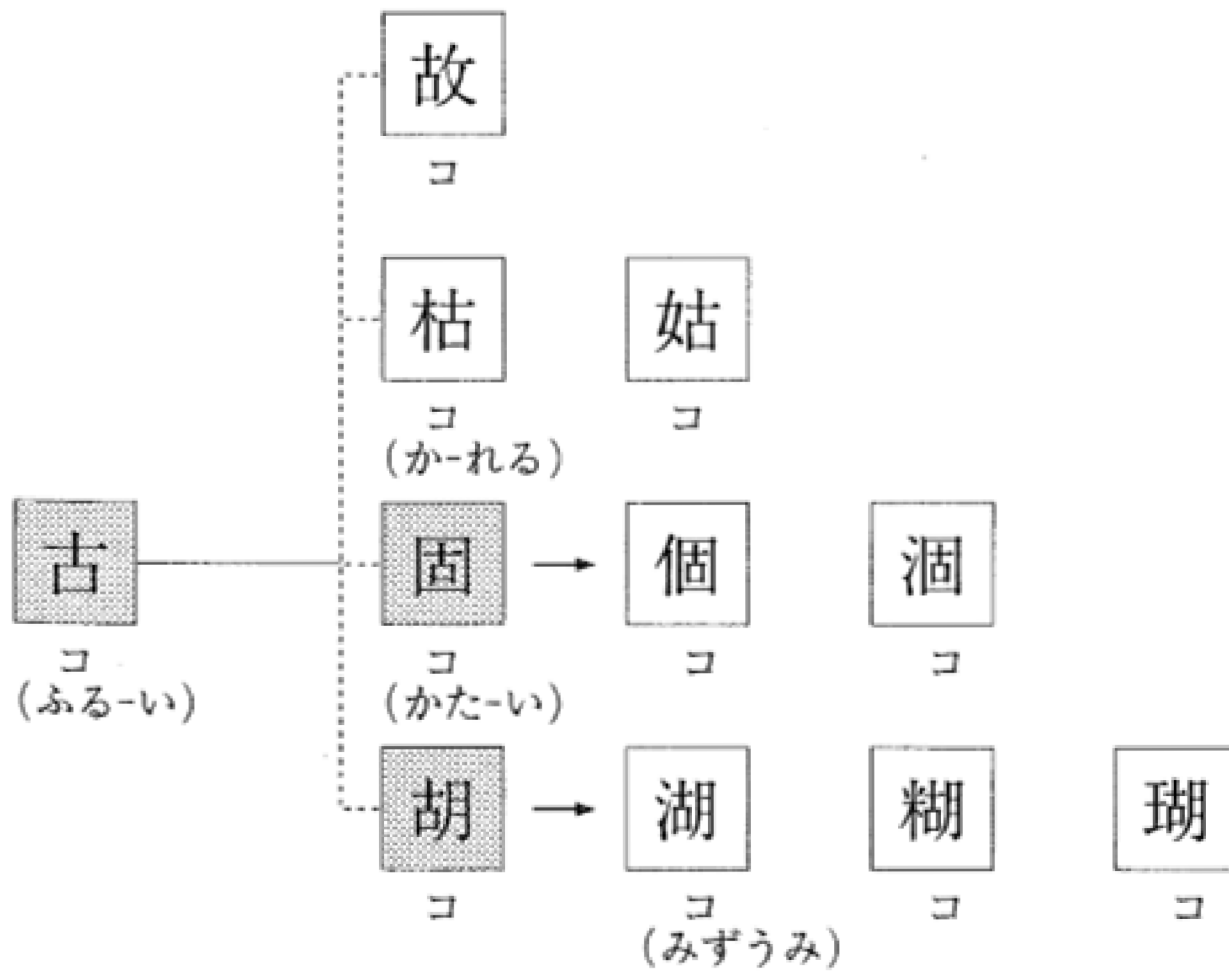 故
コ
枯 姑
コ コ
(か-れる)
古 固 個 涸
コ コ コ コ
(ふる-い) (かた-い)
胡 湖 糊 瑚
コ コ コ コ
(みずうみ)